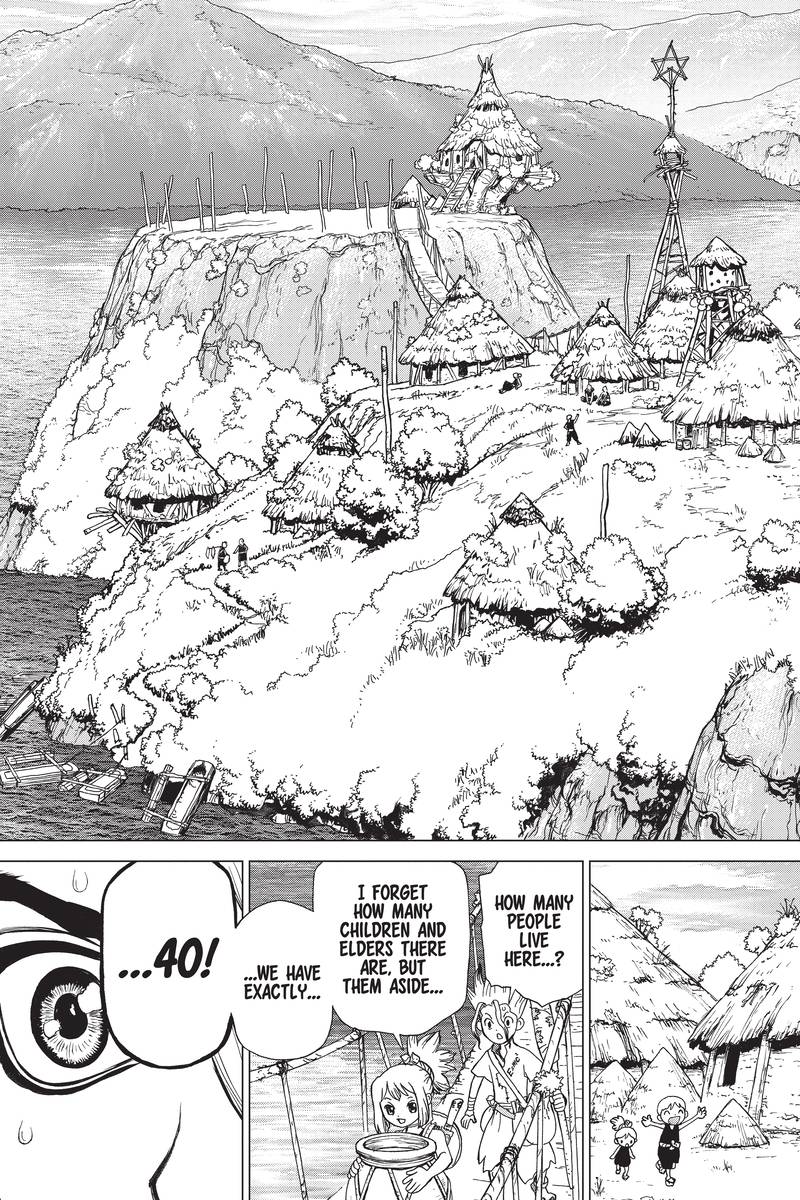 HOW MANY
PEOPLE
LIVE
HERE...?
I FORGET
HOW MANY
CHILDREN AND
ELDERS THERE
ARE, BUT
THEM ASIDE...
...WE HAVE
EXACTLY...
...40!